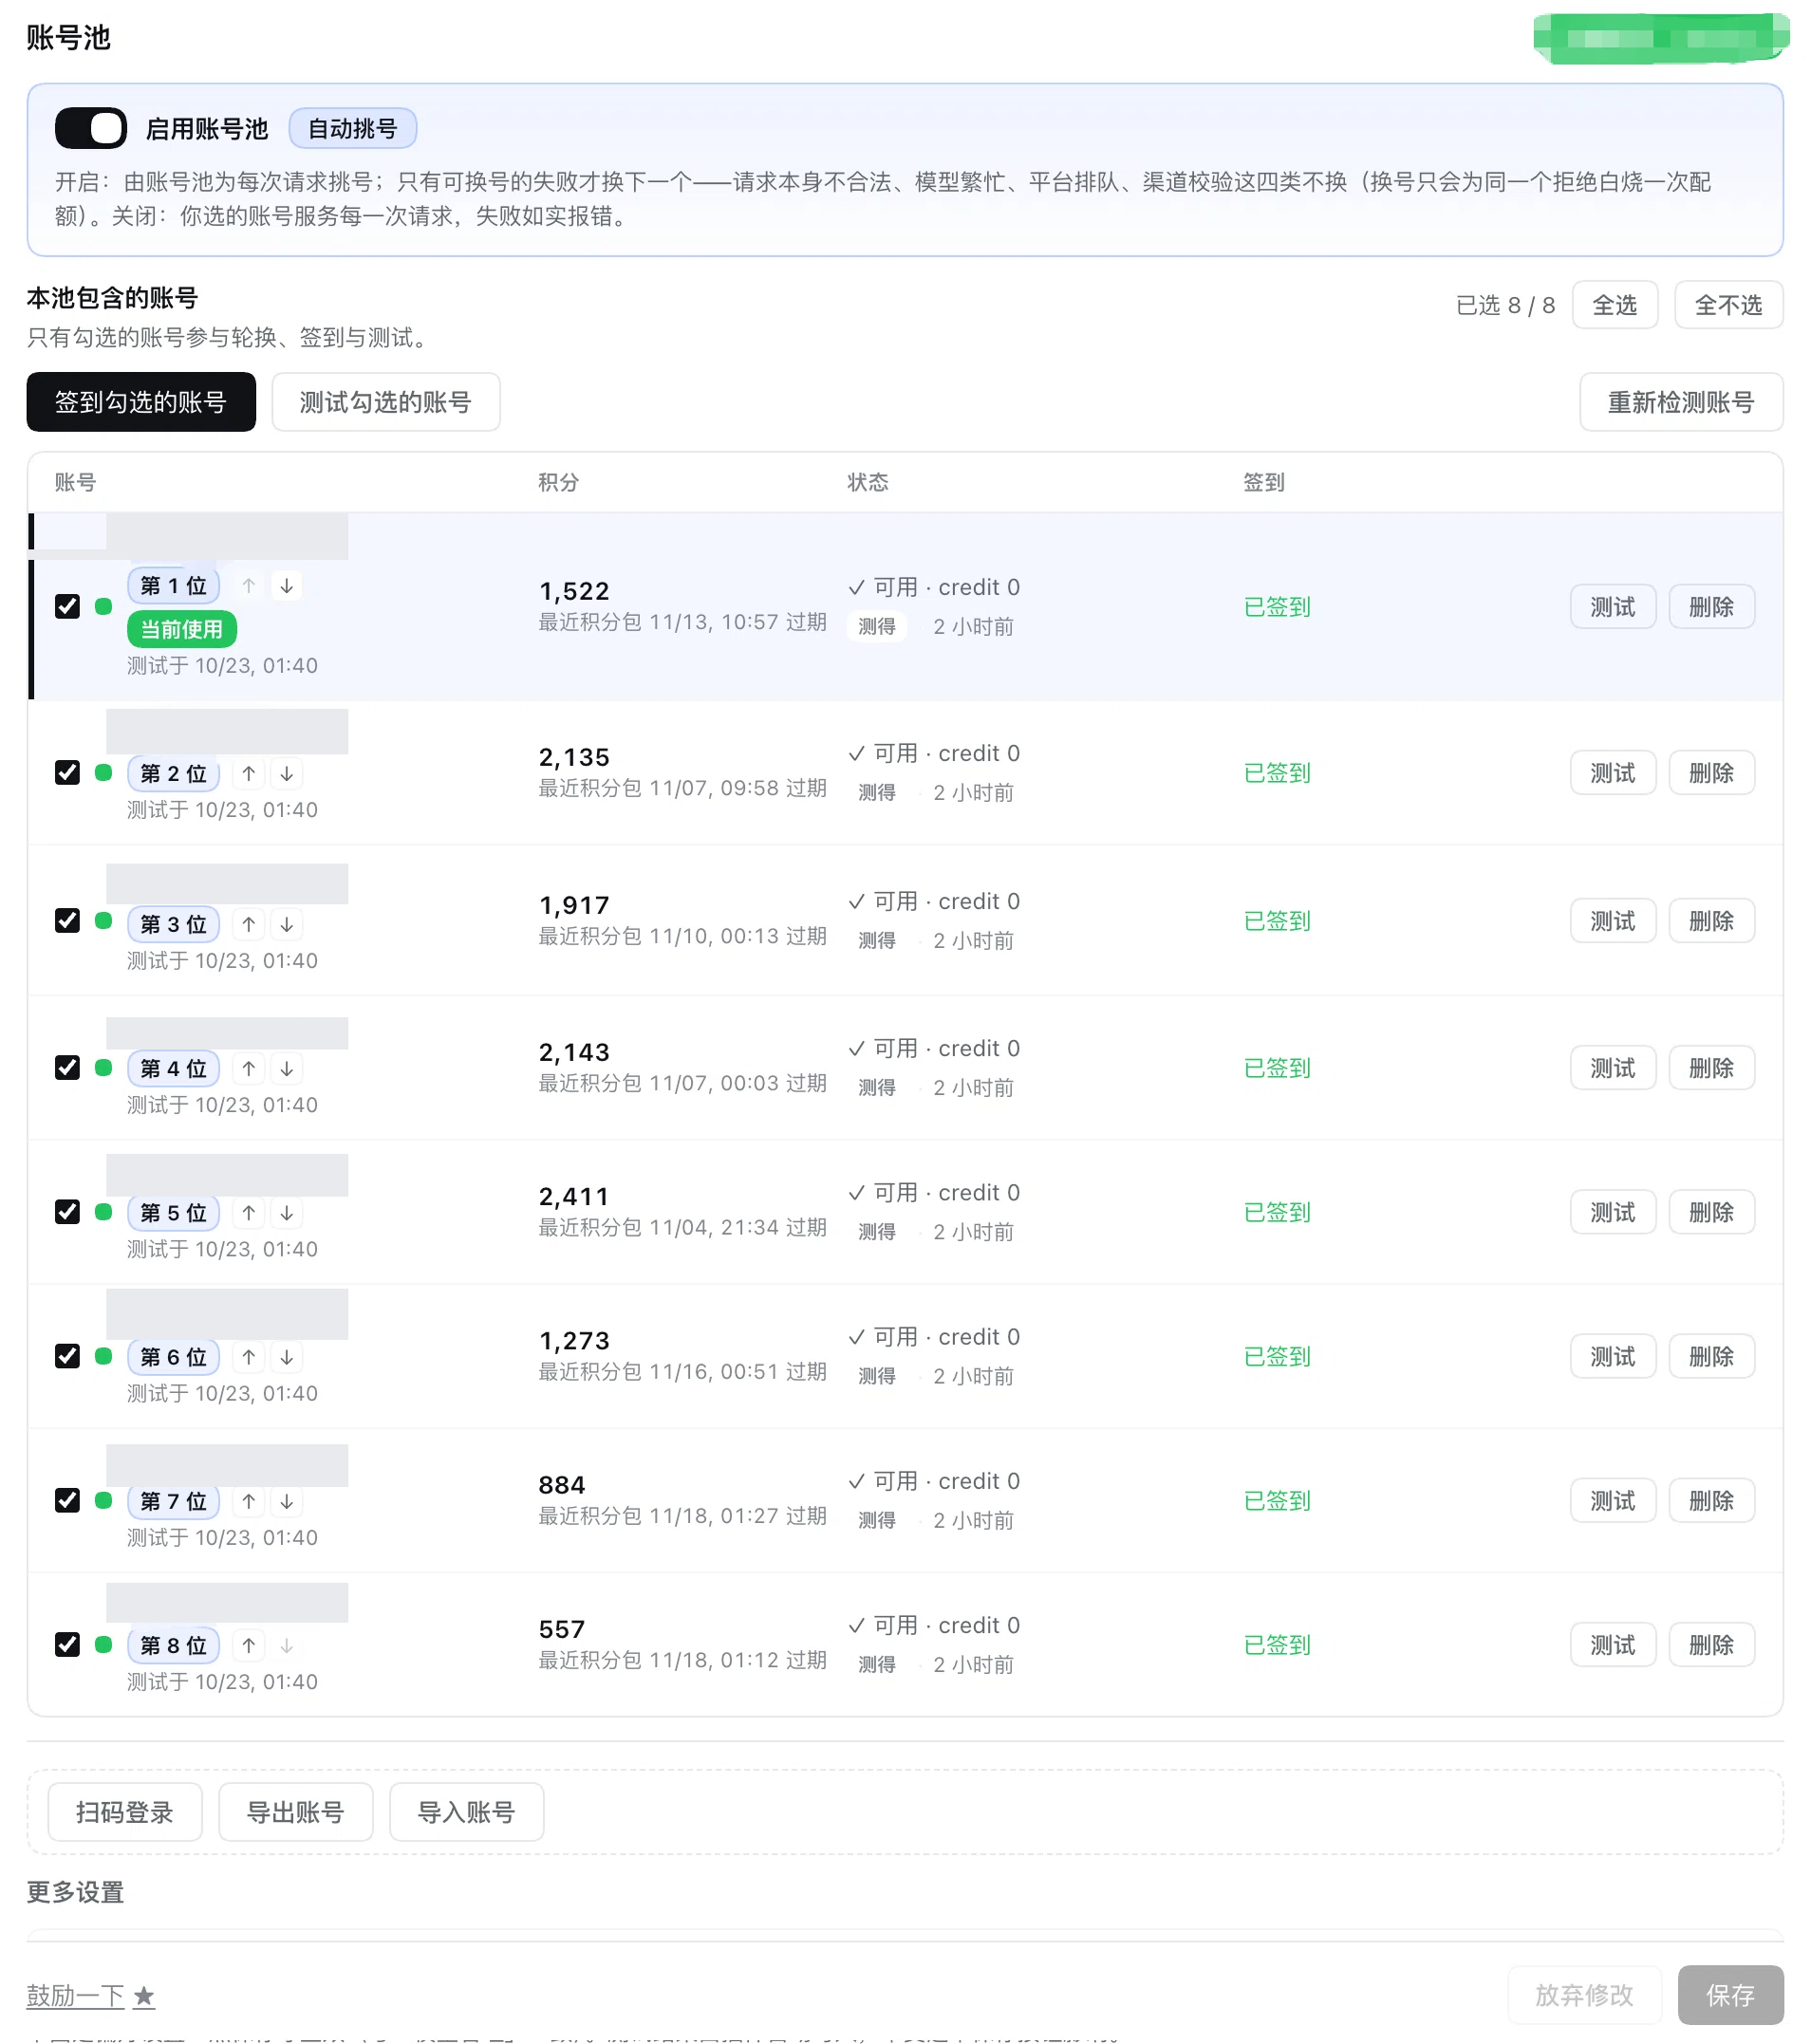 账号池
启用账号池 自动挑号
开启：由账号池为每次请求挑号；只有可换号的失败才换下一个——请求本身不合法、模型繁忙、平台排队、渠道校验这四类不换（换号只会为同一个拒绝白烧一次配
额）。关闭：你选的账号服务每一次请求，失败如实报错。
本池包含的账号
已选 8 / 8 全选 全不选
只有勾选的账号参与轮换、签到与测试。
签到勾选的账号 测试勾选的账号 重新检测账号
账号 积分 状态 签到
第 1 位 ↑ ↓
当前使用
测试于 10/23, 01:40
1,522
最近积分包 11/13, 10:57 过期
✓ 可用 · credit 0
测得 2 小时前
已签到
测试 删除
第 2 位 ↑ ↓
测试于 10/23, 01:40
2,135
最近积分包 11/07, 09:58 过期
✓ 可用 · credit 0
测得 · 2 小时前
已签到
测试 删除
第 3 位 ↑ ↓
测试于 10/23, 01:40
1,917
最近积分包 11/10, 00:13 过期
✓ 可用 · credit 0
测得 · 2 小时前
已签到
测试 删除
第 4 位 ↑ ↓
测试于 10/23, 01:40
2,143
最近积分包 11/07, 00:03 过期
✓ 可用 · credit 0
测得 · 2 小时前
已签到
测试 删除
第 5 位 ↑ ↓
测试于 10/23, 01:40
2,411
最近积分包 11/04, 21:34 过期
✓ 可用 · credit 0
测得 · 2 小时前
已签到
测试 删除
第 6 位 ↑ ↓
测试于 10/23, 01:40
1,273
最近积分包 11/16, 00:51 过期
✓ 可用 · credit 0
测得 · 2 小时前
已签到
测试 删除
第 7 位 ↑ ↓
测试于 10/23, 01:40
884
最近积分包 11/18, 01:27 过期
✓ 可用 · credit 0
测得 · 2 小时前
已签到
测试 删除
第 8 位 ↑ ↓
测试于 10/23, 01:40
557
最近积分包 11/18, 01:12 过期
✓ 可用 · credit 0
测得 · 2 小时前
已签到
测试 删除
扫码登录 导出账号 导入账号
更多设置
鼓励一下 ★
放弃修改 保存